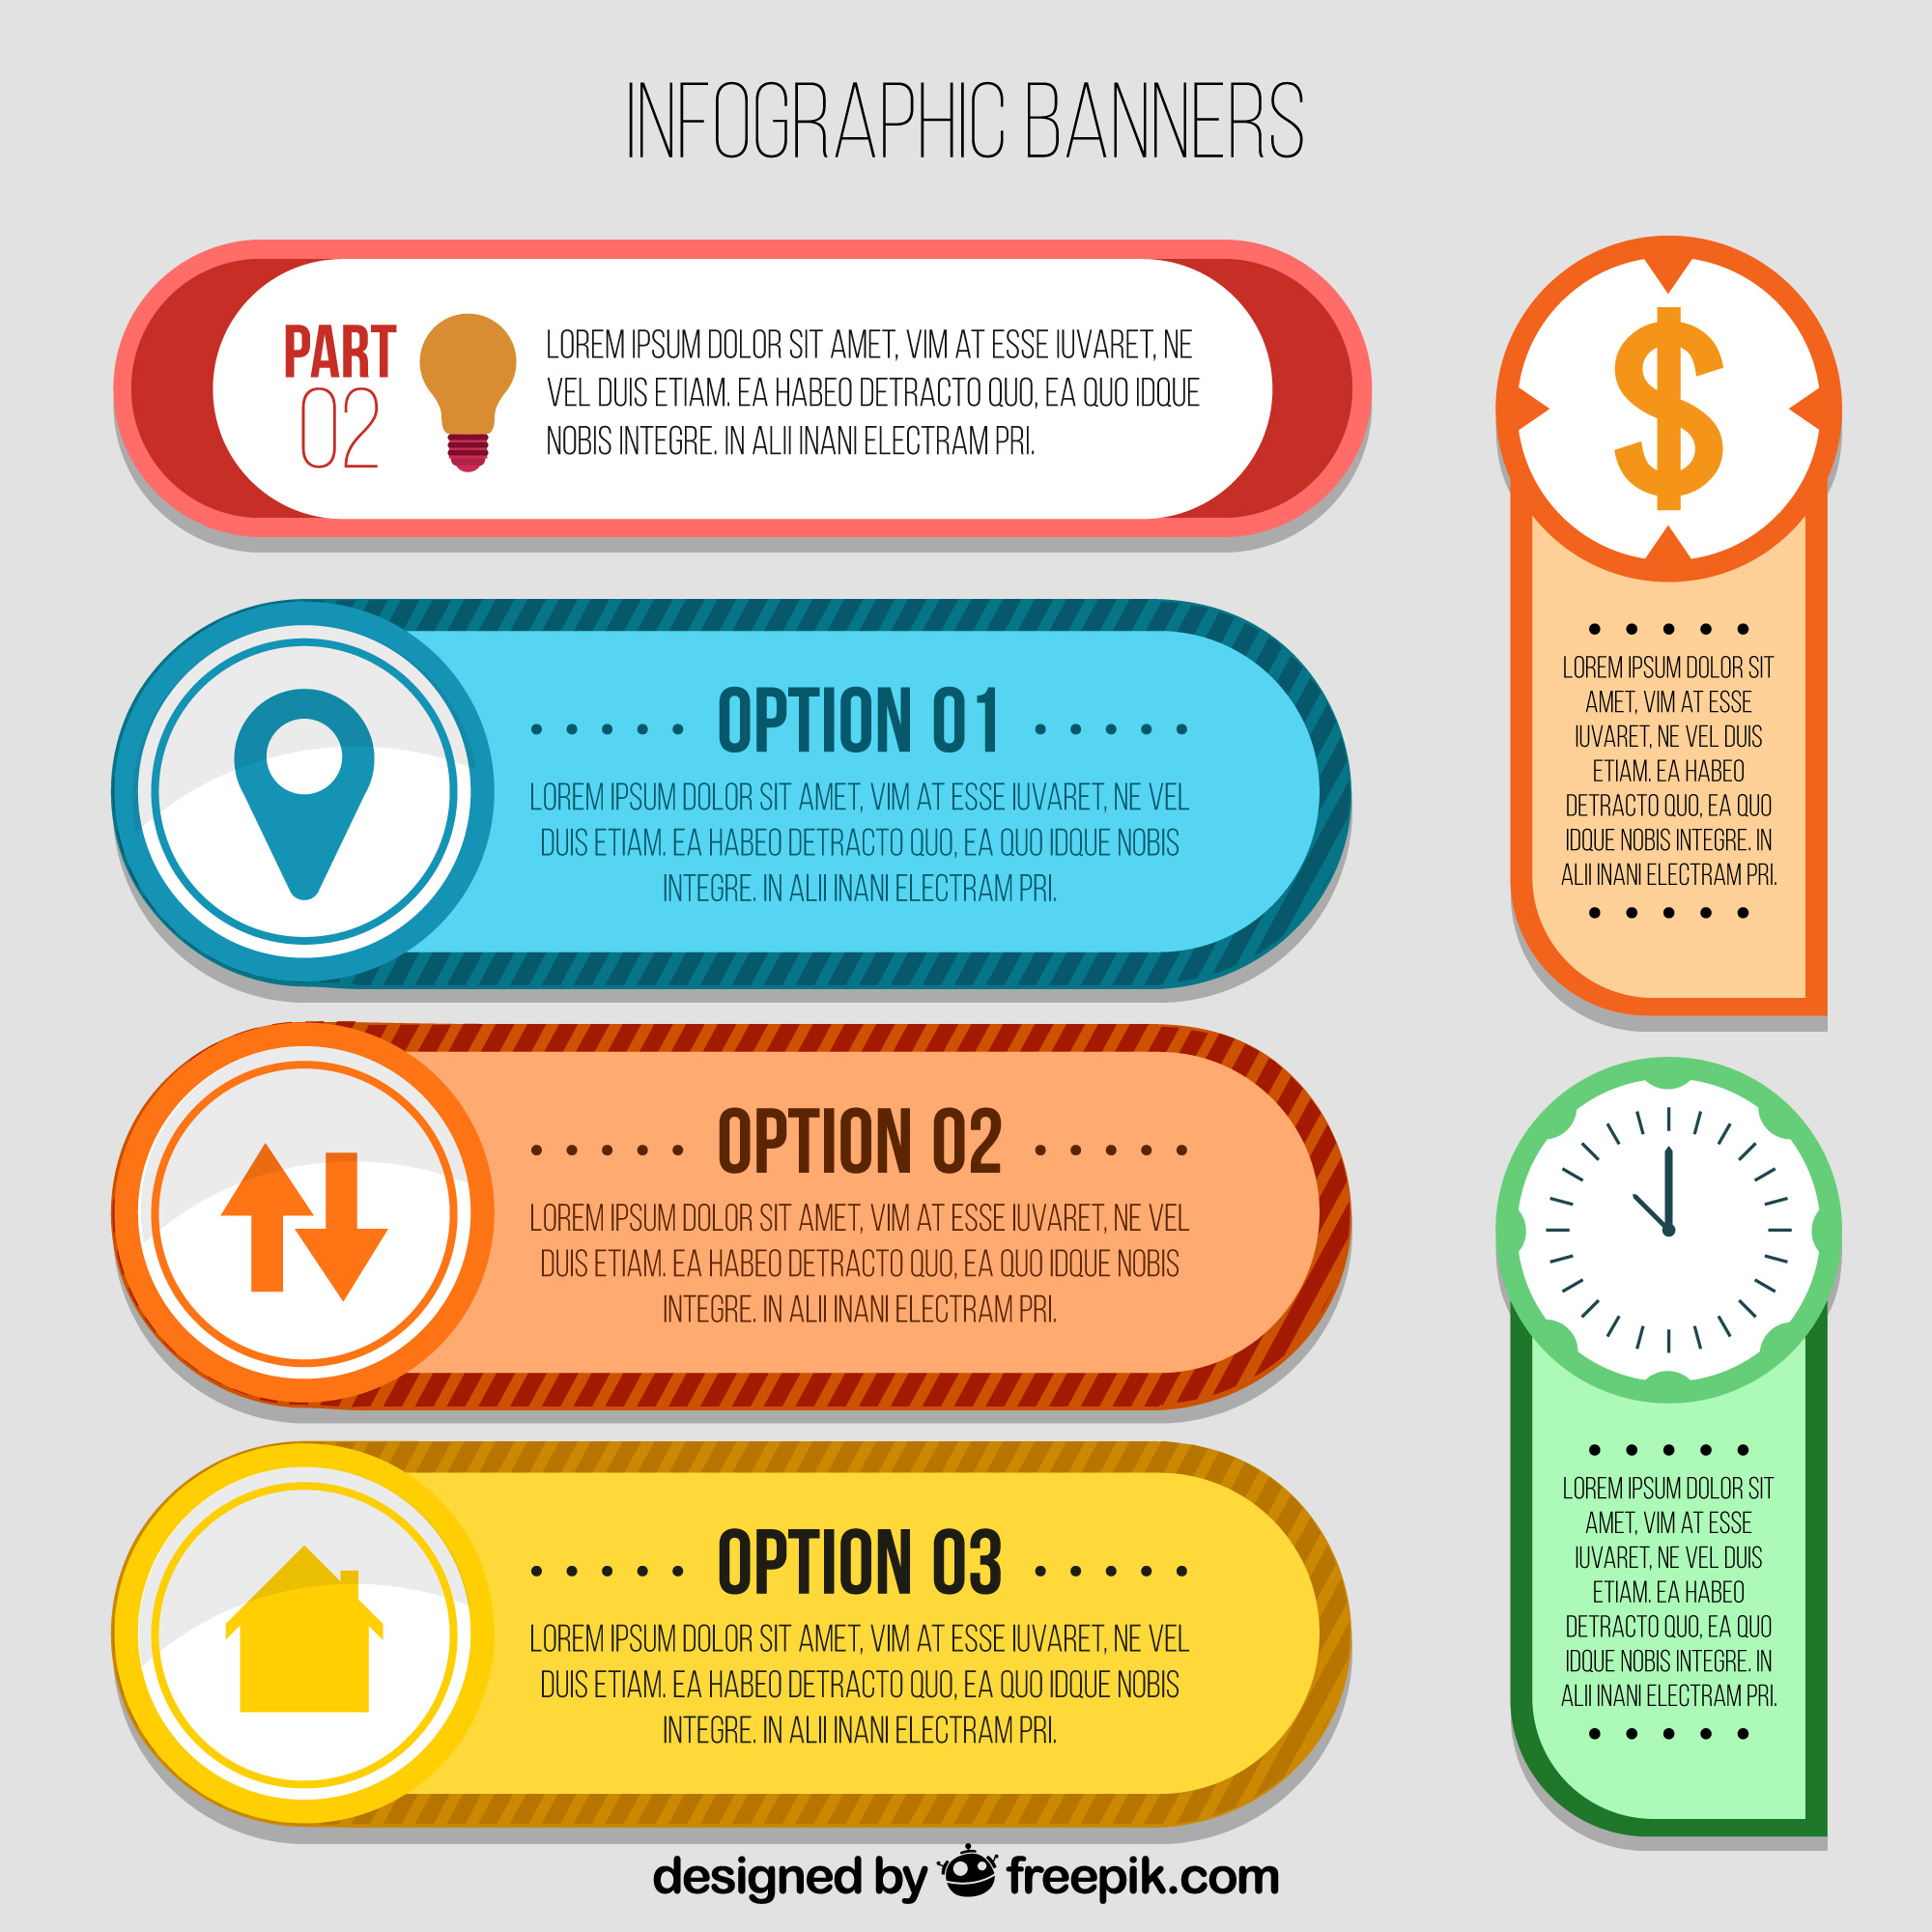 INFOGRAPHIC BANNERS
PART
02
LOREM IPSUM DOLOR SIT AMET, VIM AT ESSE IUVARET, NE
VEL DUIS ETIAM. EA HABEO DETRACTO QUO, EA QUO IDQUE
NOBIS INTEGRE. IN ALII INANI ELECTRAM PRI.
OPTION 01
LOREM IPSUM DOLOR SIT AMET, VIM AT ESSE IUVARET, NE VEL
DUIS ETIAM. EA HABEO DETRACTO QUO, EA QUO IDQUE NOBIS
INTEGRE. IN ALII INANI ELECTRAM PRI.
OPTION 02
LOREM IPSUM DOLOR SIT AMET, VIM AT ESSE IUVARET, NE VEL
DUIS ETIAM. EA HABEO DETRACTO QUO, EA QUO IDQUE NOBIS
INTEGRE. IN ALII INANI ELECTRAM PRI.
OPTION 03
LOREM IPSUM DOLOR SIT AMET, VIM AT ESSE IUVARET, NE VEL
DUIS ETIAM. EA HABEO DETRACTO QUO, EA QUO IDQUE NOBIS
INTEGRE. IN ALII INANI ELECTRAM PRI.
$
LOREM IPSUM DOLOR SIT
AMET, VIM AT ESSE
IUVARET, NE VEL DUIS
ETIAM. EA HABEO
DETRACTO QUO, EA QUO
IDQUE NOBIS INTEGRE. IN
ALII INANI ELECTRAM PRI.
LOREM IPSUM DOLOR SIT
AMET, VIM AT ESSE
IUVARET, NE VEL DUIS
ETIAM. EA HABEO
DETRACTO QUO, EA QUO
IDQUE NOBIS INTEGRE. IN
ALII INANI ELECTRAM PRI.
designed by freepik.com